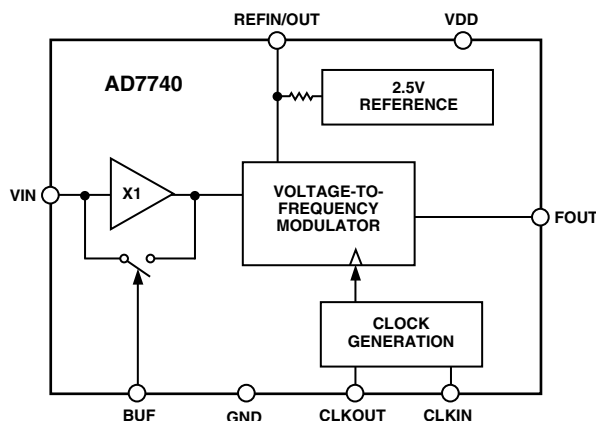 REFIN/OUT
VDD
AD7740
2.5V
REFERENCE
VIN
X1
VOLTAGE-TO-
FREQUENCY
MODULATOR
FOUT
CLOCK
GENERATION
BUF
GND
CLKOUT
CLKIN